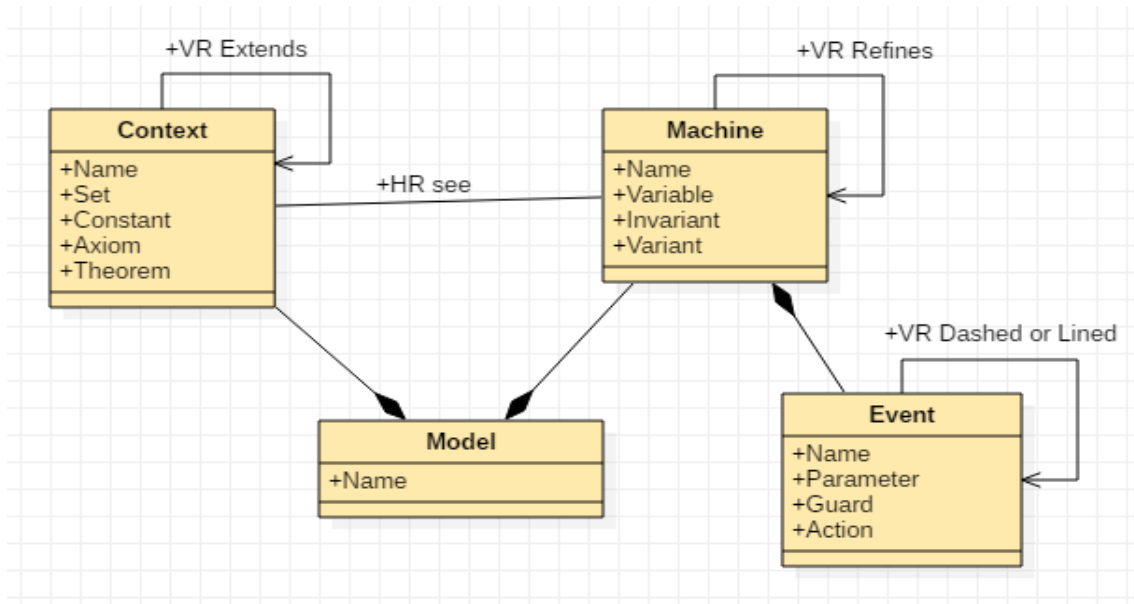 +VR Extends
+VR Refines
Context
+Name
+Set
+Constant
+Axiom
+Theorem
+HR see
Machine
+Name
+Variable
+Invariant
+Variant
+VR Dashed or Lined
Model
+Name
Event
+Name
+Parameter
+Guard
+Action